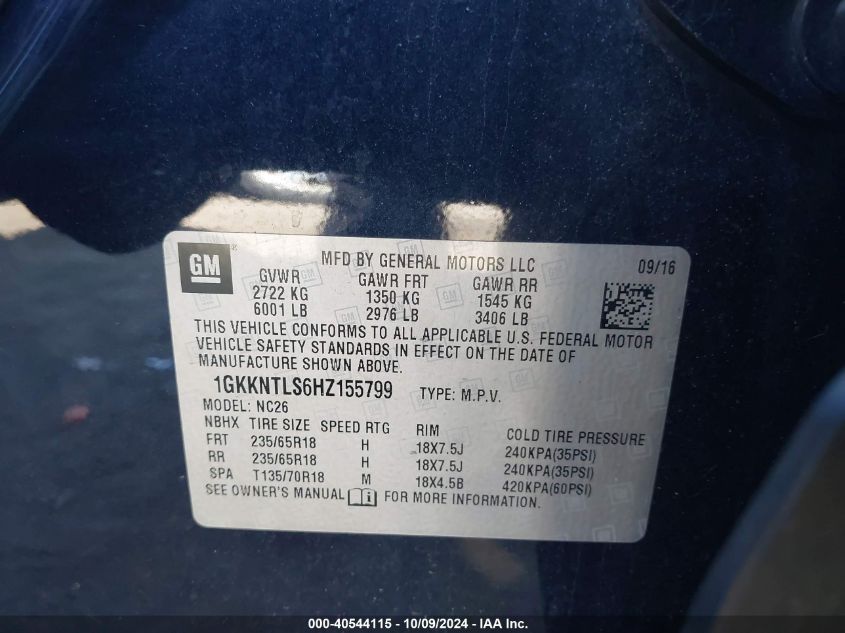 GM
MFD BY GENERAL MOTORS LLC 09/16
GVWR GAWR FRT GAWR RR
2722 KG 1350 KG 1545 KG
6001 LB 2976 LB 3406 LB
THIS VEHICLE CONFORMS TO ALL APPLICABLE U.S. FEDERAL MOTOR
VEHICLE SAFETY STANDARDS IN EFFECT ON THE DATE OF
MANUFACTURE SHOWN ABOVE.
1GKKNTLS6HZ155799 TYPE: M.P.V.
MODEL: NC26
NBHX TIRE SIZE SPEED RTG RIM COLD TIRE PRESSURE
FRT 235/65R18 H 18X7.5J 240KPA(35PSI)
RR 235/65R18 H 18X7.5J 240KPA(35PSI)
SPA T135/70R18 M 18X4.5B 420KPA(60PSI)
SEE OWNER'S MANUAL FOR MORE INFORMATION.
000-40544115 - 10/09/2024 - IAA Inc.